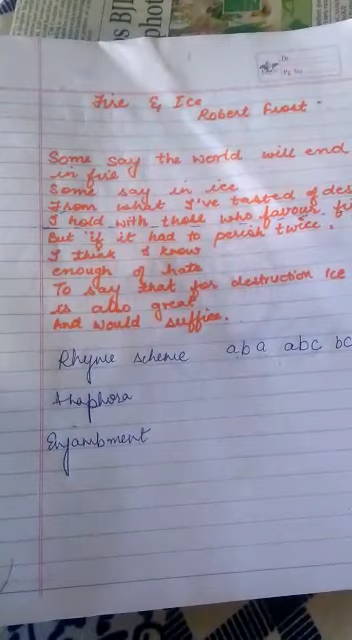 s BJ
phot
Dt.
Pg. No.
Fire & Ice
Robert Frost.
Some say the world will end
in fire
Some say in ice
From what I've tasted of des
I hold with those who favour fi
But if it had to perish twice,
I think I know
enough of hate
To say that for destruction Ice
is also great
And would suffice.
Rhyme scheme aba abc bc
Anaphora
Enjambment